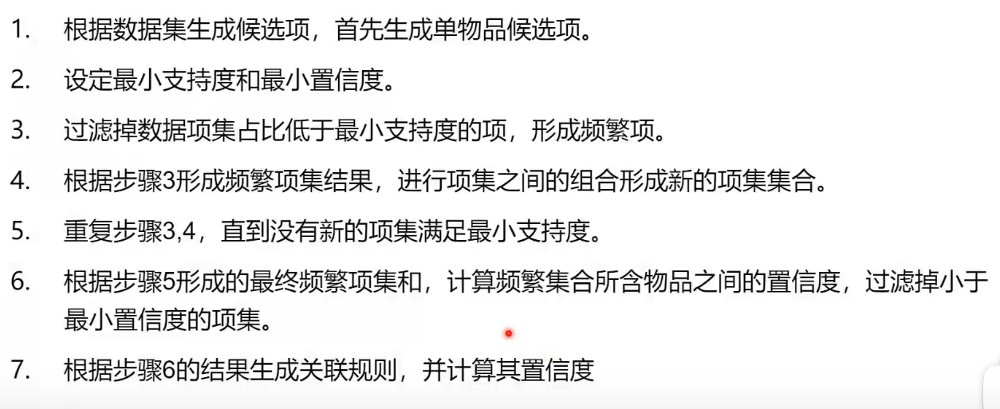 1. 根据数据集生成候选项，首先生成单物品候选项。
2. 设定最小支持度和最小置信度。
3. 过滤掉数据项集占比低于最小支持度的项，形成频繁项。
4. 根据步骤3形成频繁项集结果，进行项集之间的组合形成新的项集集合。
5. 重复步骤3,4，直到没有新的项集满足最小支持度。
6. 根据步骤5形成的最终频繁项集和，计算频繁集合所含物品之间的置信度，过滤掉小于
最小置信度的项集。
7. 根据步骤6的结果生成关联规则，并计算其置信度